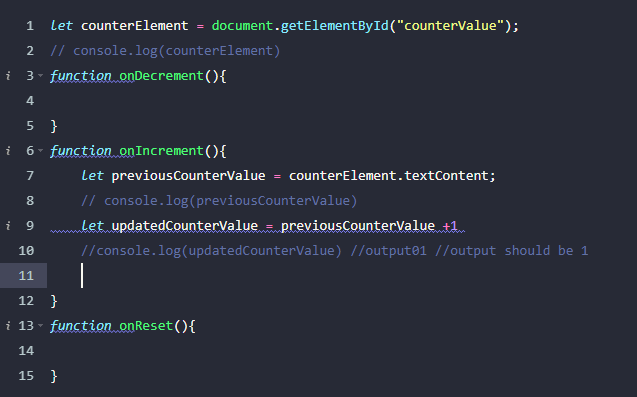 1 let counterElement = document.getElementById("counterValue");
2 // console.log(counterElement)
i 3 function onDecrement(){
4
5 }
i 6 function onIncrement(){
7 let previousCounterValue = counterElement.textContent;
8 // console.log(previousCounterValue)
i 9 let updatedCounterValue = previousCounterValue +1
10 //console.log(updatedCounterValue) //output01 //output should be 1
11
12 }
i 13 function onReset(){
14
15 }